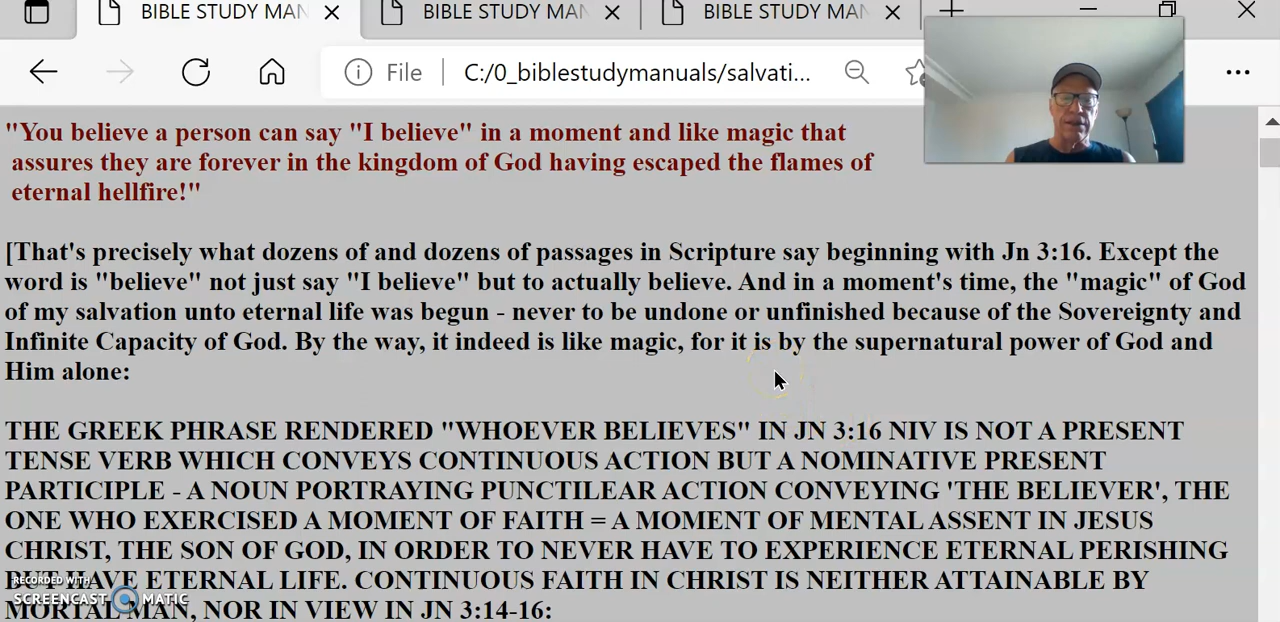 BIBLE STUDY MAN
BIBLE STUDY MAN
BIBLE STUDY MAN
File
C:/0_biblestudymanuals/salvati...
"You believe a person can say "I believe" in a moment and like magic that
assures they are forever in the kingdom of God having escaped the flames of
eternal hellfire!"
[That's precisely what dozens of and dozens of passages in Scripture say beginning with Jn 3:16. Except the
word is "believe" not just say "I believe" but to actually believe. And in a moment's time, the "magic" of God
of my salvation unto eternal life was begun - never to be undone or unfinished because of the Sovereignty and
Infinite Capacity of God. By the way, it indeed is like magic, for it is by the supernatural power of God and
Him alone:
THE GREEK PHRASE RENDERED "WHOEVER BELIEVES" IN JN 3:16 NIV IS NOT A PRESENT
TENSE VERB WHICH CONVEYS CONTINUOUS ACTION BUT A NOMINATIVE PRESENT
PARTICIPLE - A NOUN PORTRAYING PUNCTILEAR ACTION CONVEYING 'THE BELIEVER', THE
ONE WHO EXERCISED A MOMENT OF FAITH = A MOMENT OF MENTAL ASSENT IN JESUS
CHRIST, THE SON OF GOD, IN ORDER TO NEVER HAVE TO EXPERIENCE ETERNAL PERISHING
BUT HAVE ETERNAL LIFE. CONTINUOUS FAITH IN CHRIST IS NEITHER ATTAINABLE BY
MORTAL MAN, NOR IN VIEW IN JN 3:14-16:
RECORDED WITH
SCREENCAST MATIC